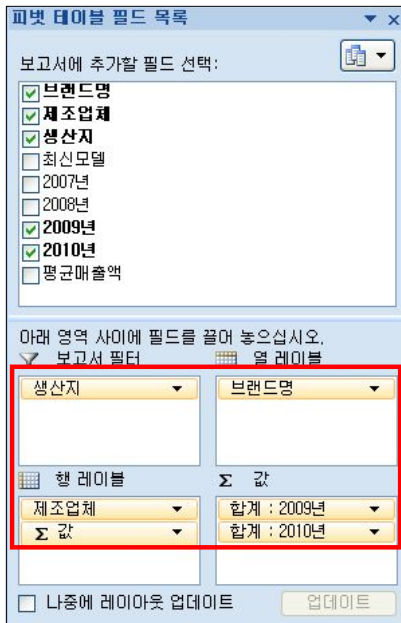 피벗 테이블 필드 목록
보고서에 추가할 필드 선택:
브랜드명
제조업체
생산지
최신모델
2007년
2008년
2009년
2010년
평균매출액
아래 영역 사이에 필드를 끌어 놓으십시오.
보고서 필터 열 레이블
생산지 브랜드명
행 레이블 Σ 값
제조업체 합계 : 2009년
Σ 값 합계 : 2010년
나중에 레이아웃 업데이트 업데이트